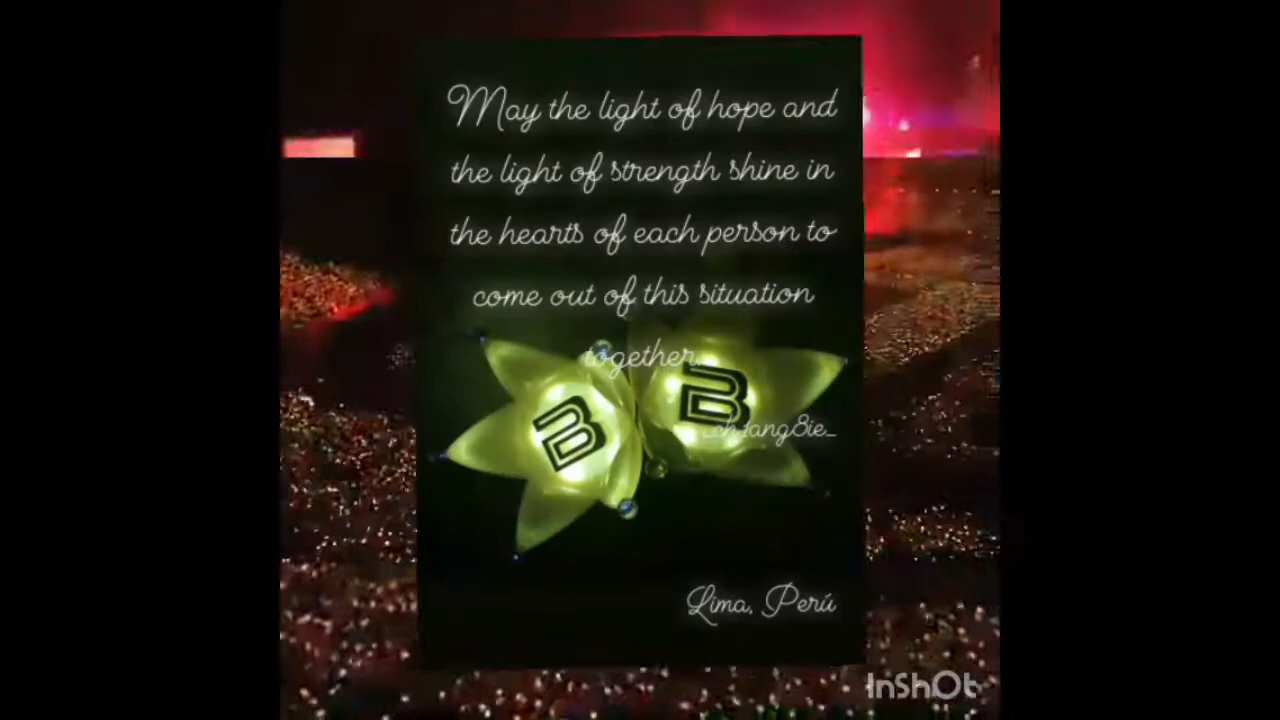 May the light of hope and
the light of strength shine in
the hearts of each person to
come out of this situation
together.
B B
Lima, Perú
InShOt